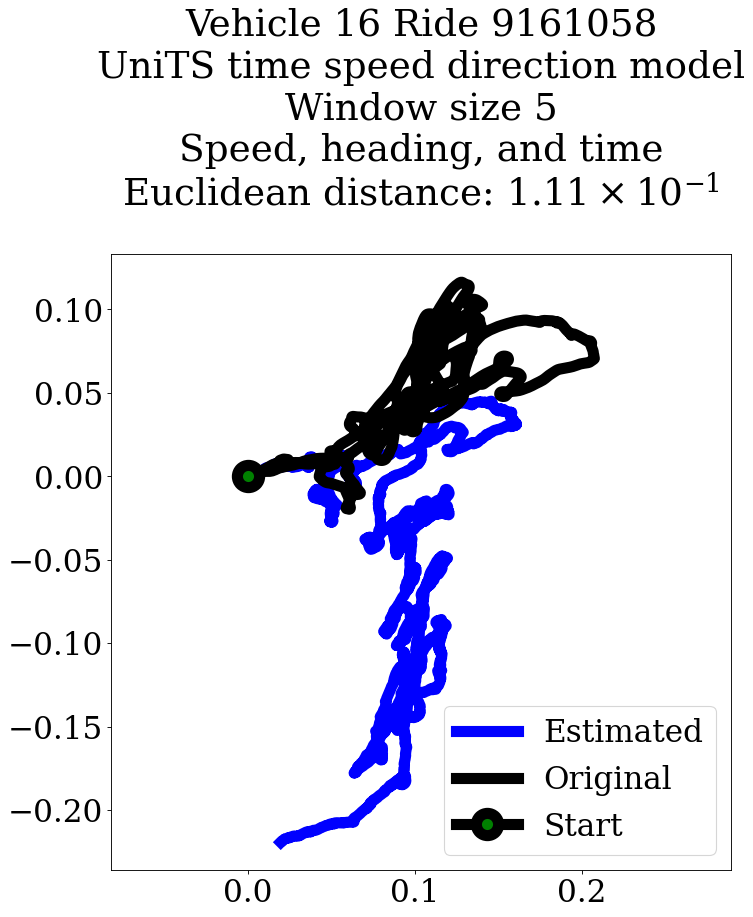 Vehicle 16 Ride 9161058
UniTS time speed direction model
Window size 5
Speed, heading, and time
Euclidean distance: 1.11 × 10⁻¹
0.10
0.05
0.00
−0.05
−0.10
−0.15
−0.20
Estimated
Original
Start
0.0
0.1
0.2